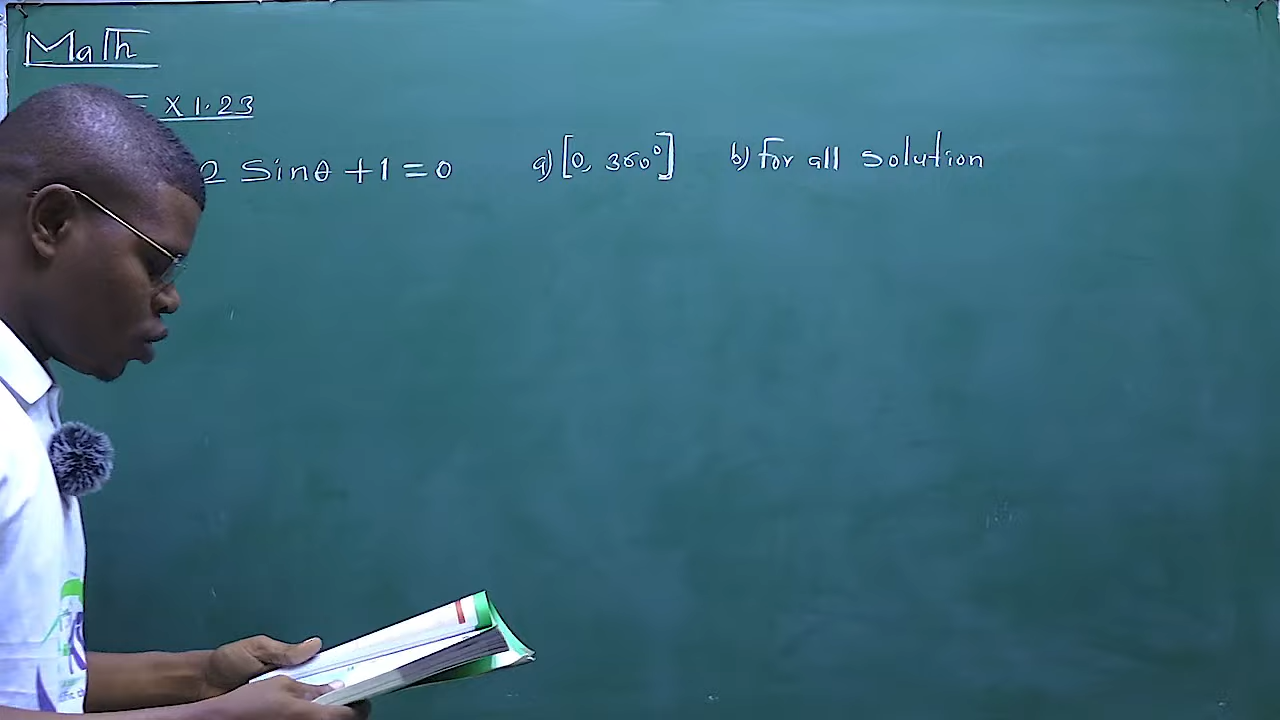 Math
X 1.23
2 Sinθ + 1 = 0 a) [0, 360°] b) for all solution